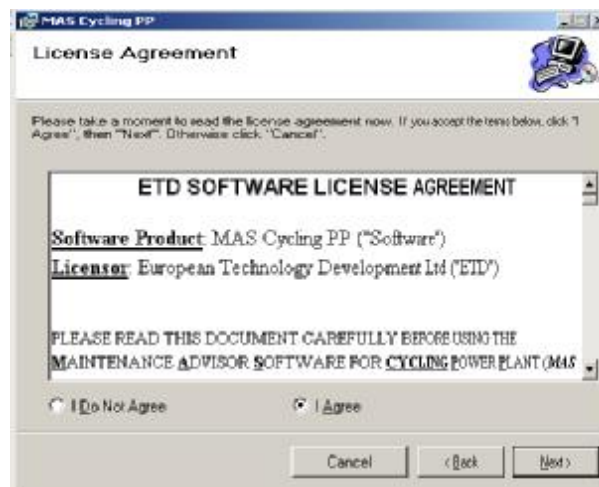 MAS Cycling PP
License Agreement
Please take a moment to read the license agreement now. If you accept the terms below, click "I
Agree", then "Next". Otherwise click "Cancel".
ETD SOFTWARE LICENSE AGREEMENT
Software Product: MAS Cycling PP ("Software")
Licensor: European Technology Development Ltd ("ETD")
PLEASE READ THIS DOCUMENT CAREFULLY BEFORE USING THE
MAINTENANCE ADVISOR SOFTWARE FOR CYCLING POWER PLANT (MAS
I Do Not Agree
I Agree
Cancel
< Back
Next >